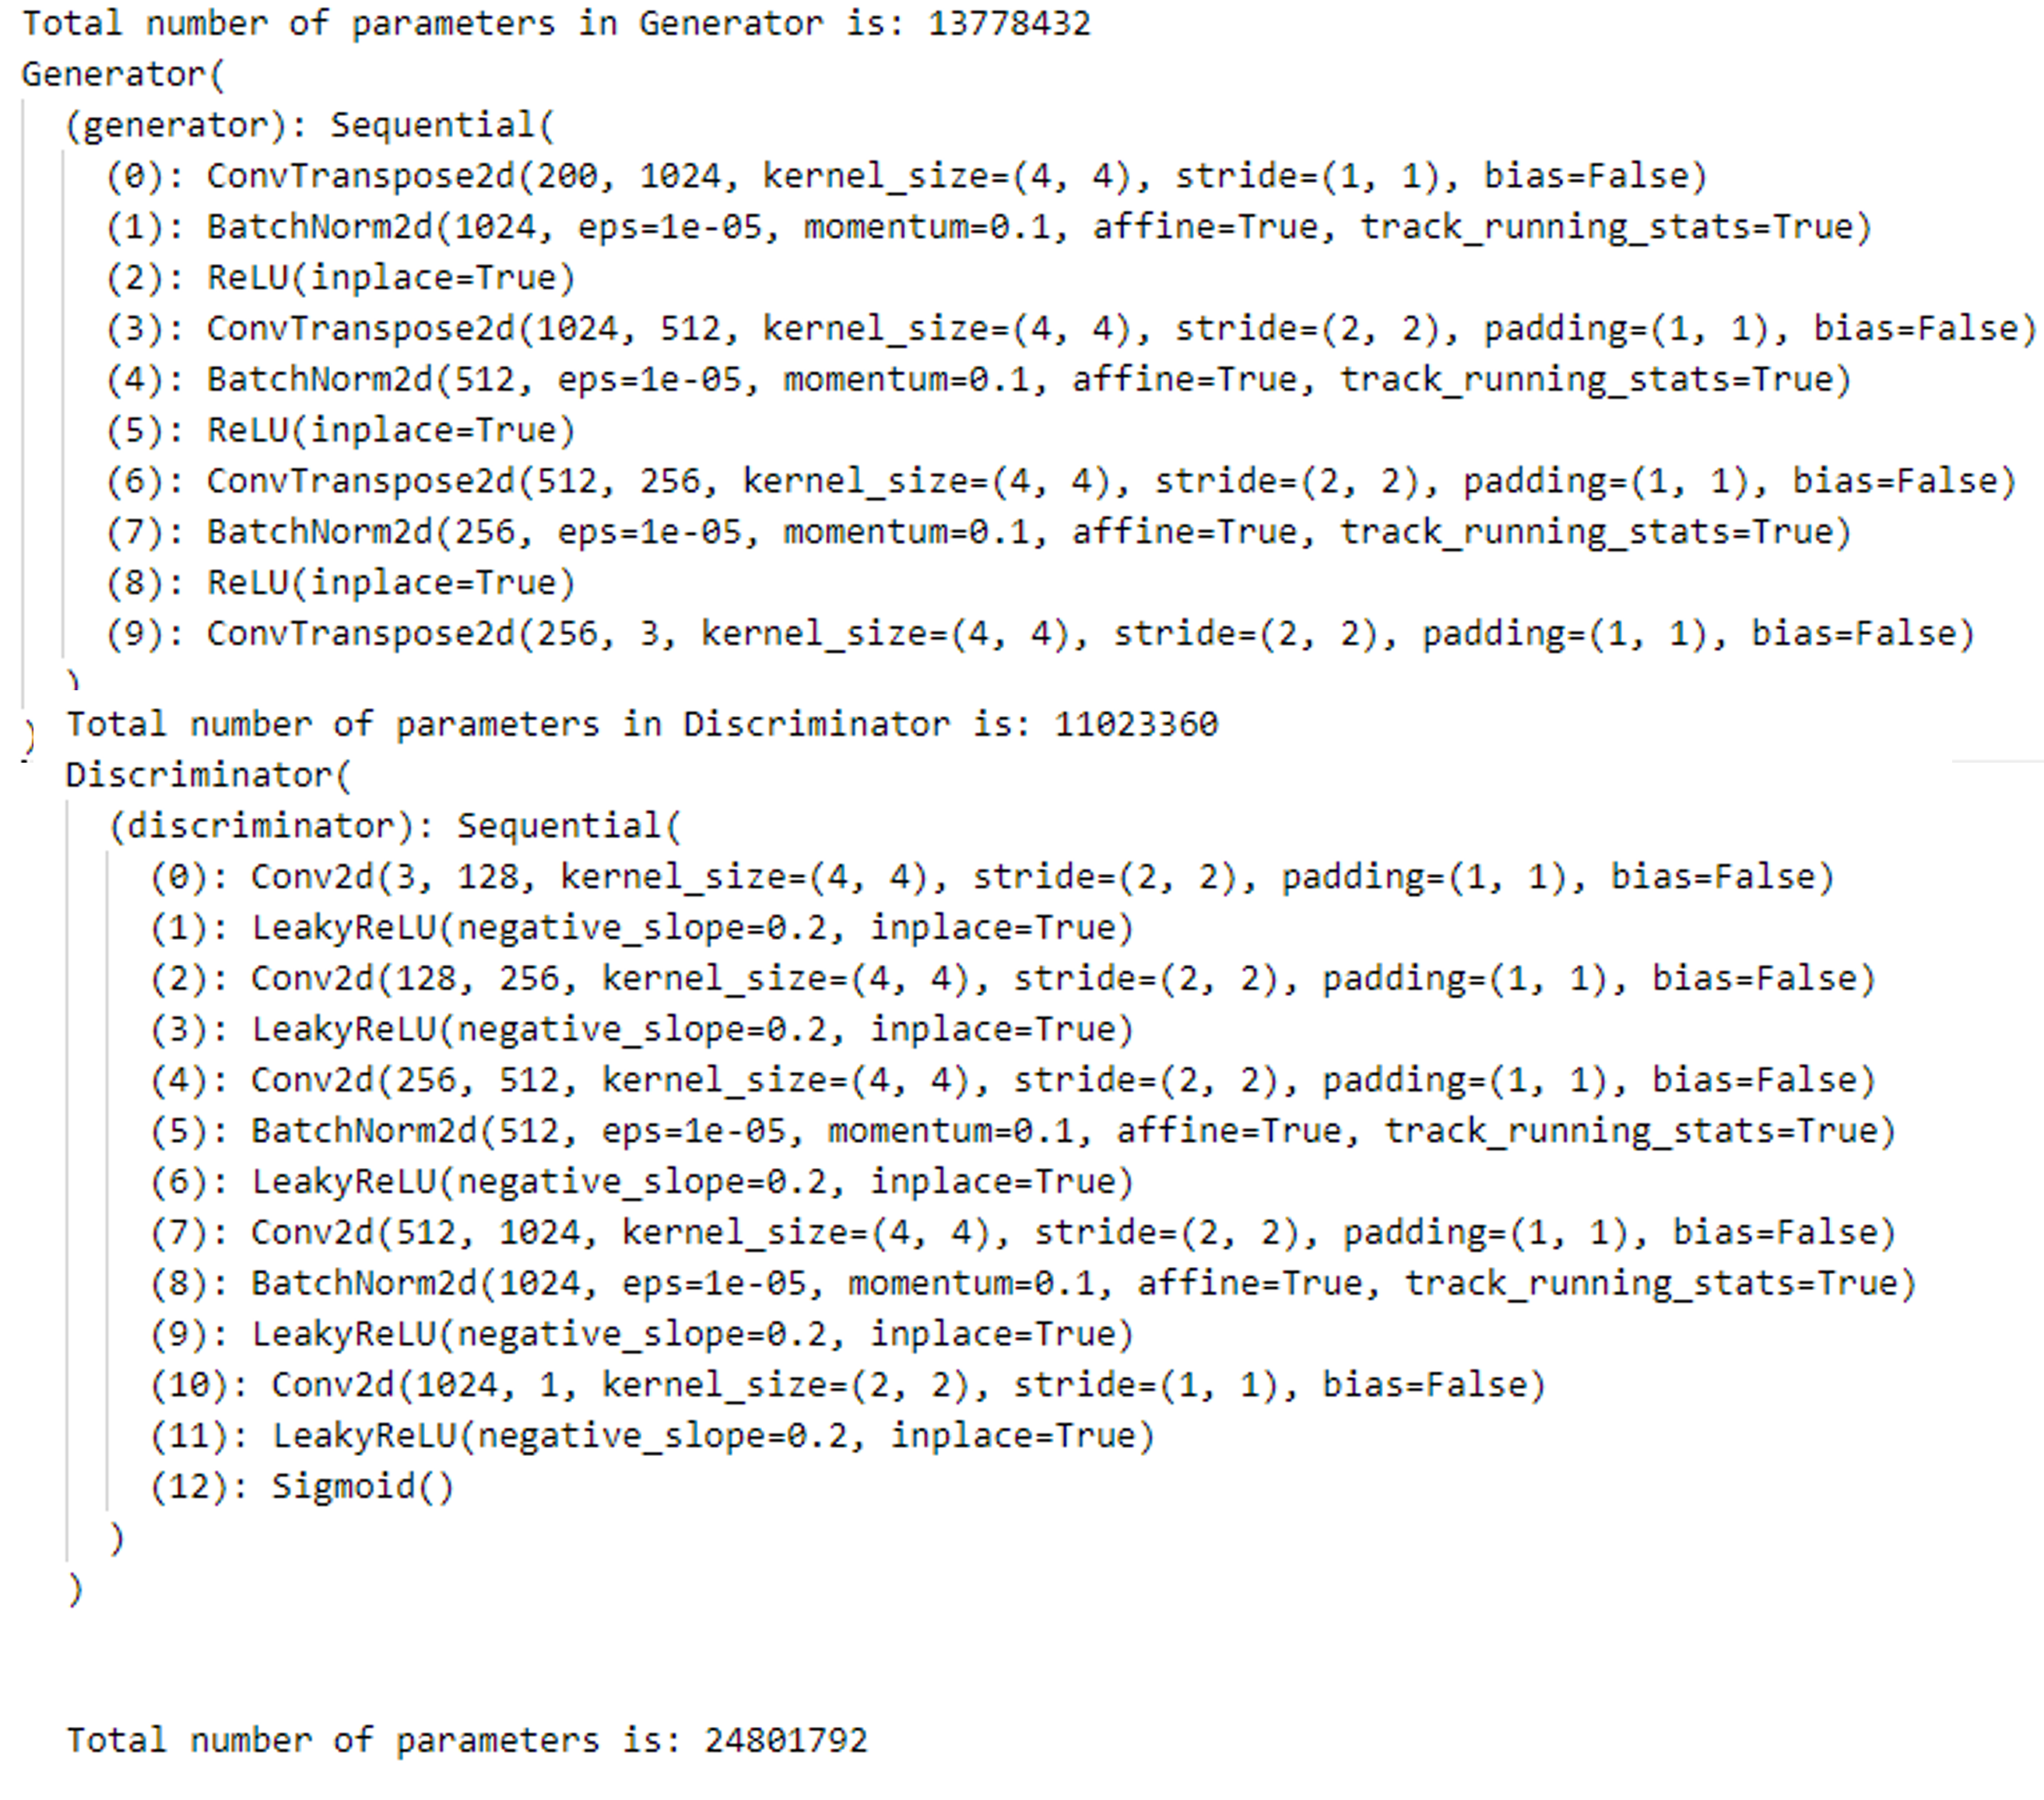 Total number of parameters in Generator is: 13778432
Generator(
(generator): Sequential(
(0): ConvTranspose2d(200, 1024, kernel_size=(4, 4), stride=(1, 1), bias=False)
(1): BatchNorm2d(1024, eps=1e-05, momentum=0.1, affine=True, track_running_stats=True)
(2): ReLU(inplace=True)
(3): ConvTranspose2d(1024, 512, kernel_size=(4, 4), stride=(2, 2), padding=(1, 1), bias=False)
(4): BatchNorm2d(512, eps=1e-05, momentum=0.1, affine=True, track_running_stats=True)
(5): ReLU(inplace=True)
(6): ConvTranspose2d(512, 256, kernel_size=(4, 4), stride=(2, 2), padding=(1, 1), bias=False)
(7): BatchNorm2d(256, eps=1e-05, momentum=0.1, affine=True, track_running_stats=True)
(8): ReLU(inplace=True)
(9): ConvTranspose2d(256, 3, kernel_size=(4, 4), stride=(2, 2), padding=(1, 1), bias=False)
)
)
Total number of parameters in Discriminator is: 11023360
Discriminator(
(discriminator): Sequential(
(0): Conv2d(3, 128, kernel_size=(4, 4), stride=(2, 2), padding=(1, 1), bias=False)
(1): LeakyReLU(negative_slope=0.2, inplace=True)
(2): Conv2d(128, 256, kernel_size=(4, 4), stride=(2, 2), padding=(1, 1), bias=False)
(3): LeakyReLU(negative_slope=0.2, inplace=True)
(4): Conv2d(256, 512, kernel_size=(4, 4), stride=(2, 2), padding=(1, 1), bias=False)
(5): BatchNorm2d(512, eps=1e-05, momentum=0.1, affine=True, track_running_stats=True)
(6): LeakyReLU(negative_slope=0.2, inplace=True)
(7): Conv2d(512, 1024, kernel_size=(4, 4), stride=(2, 2), padding=(1, 1), bias=False)
(8): BatchNorm2d(1024, eps=1e-05, momentum=0.1, affine=True, track_running_stats=True)
(9): LeakyReLU(negative_slope=0.2, inplace=True)
(10): Conv2d(1024, 1, kernel_size=(2, 2), stride=(1, 1), bias=False)
(11): LeakyReLU(negative_slope=0.2, inplace=True)
(12): Sigmoid()
)
)
Total number of parameters is: 24801792